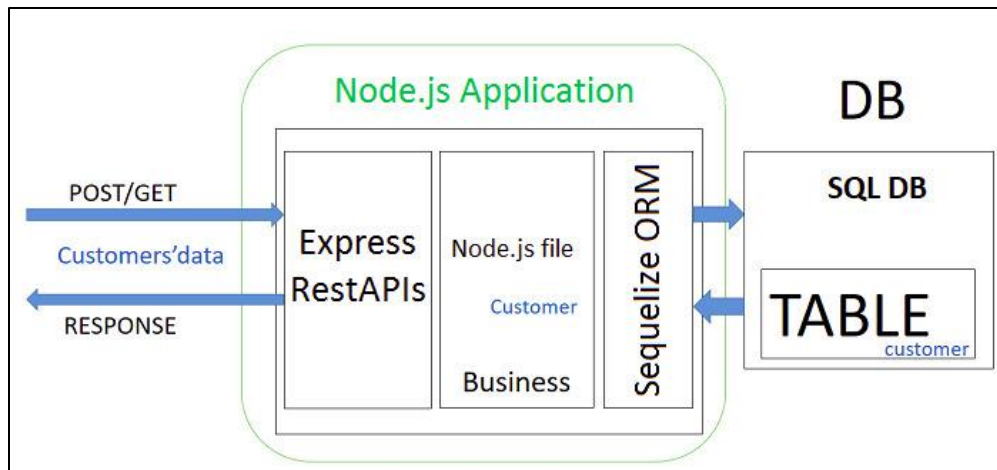 Node.js Application
DB
POST/GET
Customers'data
RESPONSE
Express
RestAPIs
Node.js file
Customer
Business
Sequelize ORM
SQL DB
TABLE
customer